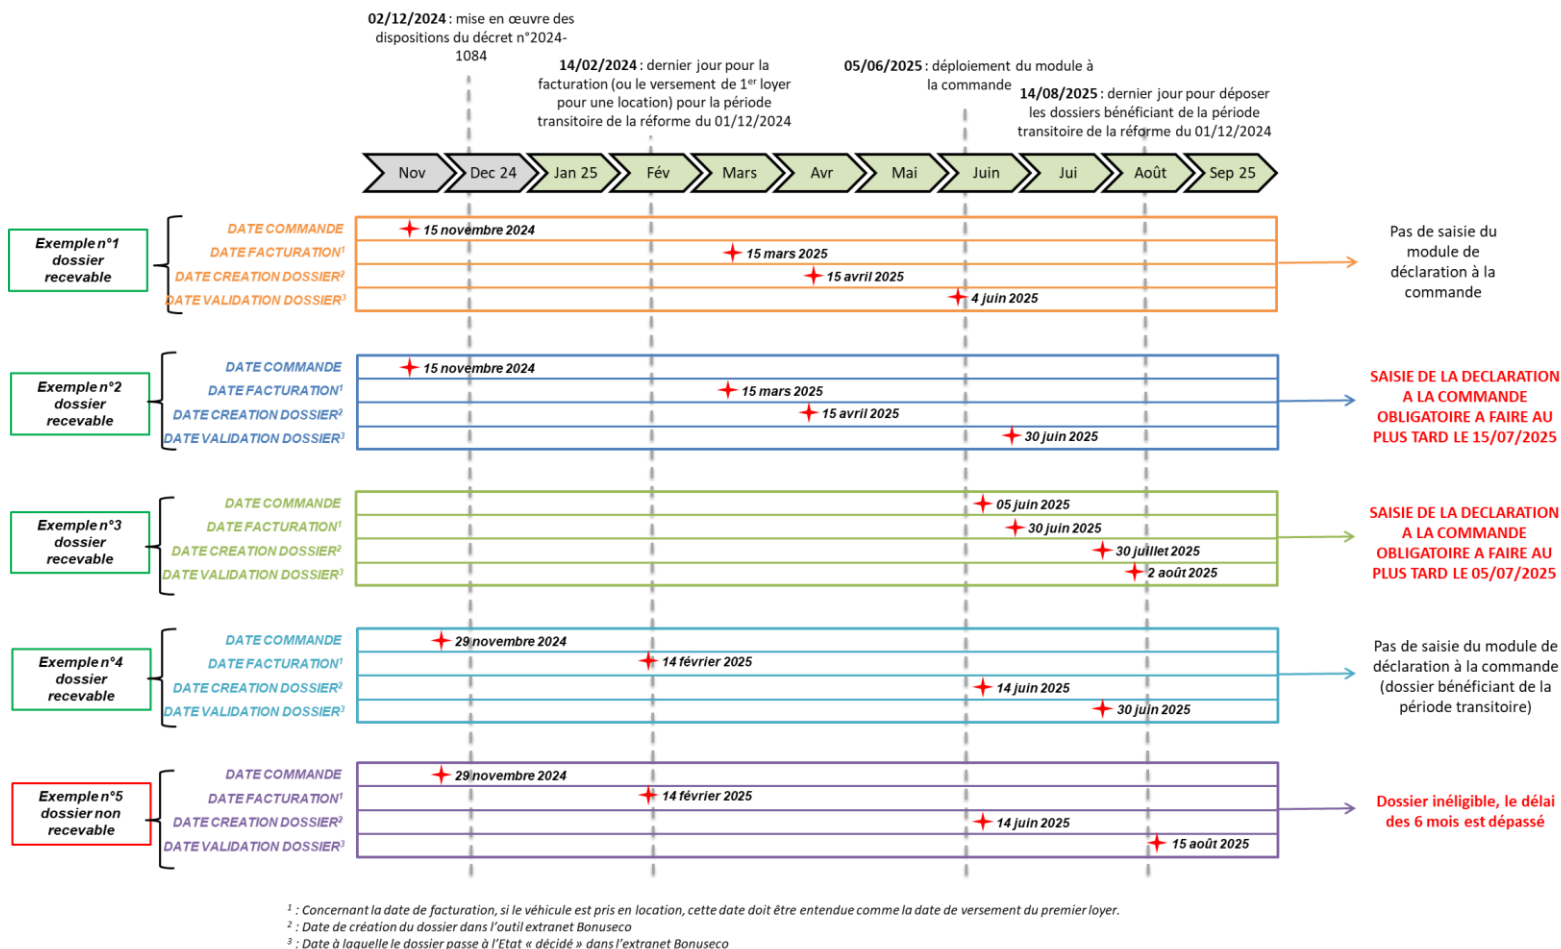 02/12/2024 : mise en œuvre des
dispositions du décret n°2024-
1084
14/02/2024 : dernier jour pour la
facturation (ou le versement de 1er loyer
pour une location) pour la période
transitoire de la réforme du 01/12/2024
05/06/2025 : déploiement du module à
la commande
14/08/2025 : dernier jour pour déposer
les dossiers bénéficiant de la période
transitoire de la réforme du 01/12/2024
Nov
Dec 24
Jan 25
Fév
Mars
Avr
Mai
Juin
Jui
Août
Sep 25
Exemple n°1
dossier
recevable
DATE COMMANDE
15 novembre 2024
DATE FACTURATION1
15 mars 2025
DATE CREATION DOSSIER2
15 avril 2025
DATE VALIDATION DOSSIER3
4 juin 2025
Pas de saisie du
module de
déclaration à la
commande
Exemple n°2
dossier
recevable
DATE COMMANDE
15 novembre 2024
DATE FACTURATION1
15 mars 2025
DATE CREATION DOSSIER2
15 avril 2025
DATE VALIDATION DOSSIER3
30 juin 2025
SAISIE DE LA DECLARATION
A LA COMMANDE
OBLIGATOIRE A FAIRE AU
PLUS TARD LE 15/07/2025
Exemple n°3
dossier
recevable
DATE COMMANDE
05 juin 2025
DATE FACTURATION1
30 juin 2025
DATE CREATION DOSSIER2
30 juillet 2025
DATE VALIDATION DOSSIER3
2 août 2025
SAISIE DE LA DECLARATION
A LA COMMANDE
OBLIGATOIRE A FAIRE AU
PLUS TARD LE 05/07/2025
Exemple n°4
dossier
recevable
DATE COMMANDE
29 novembre 2024
DATE FACTURATION1
14 février 2025
DATE CREATION DOSSIER2
14 juin 2025
DATE VALIDATION DOSSIER3
30 juin 2025
Pas de saisie du module de
déclaration à la commande
(dossier bénéficiant de la
période transitoire)
Exemple n°5
dossier non
recevable
DATE COMMANDE
29 novembre 2024
DATE FACTURATION1
14 février 2025
DATE CREATION DOSSIER2
14 juin 2025
DATE VALIDATION DOSSIER3
15 août 2025
Dossier inéligible, le délai
des 6 mois est dépassé
1 : Concernant la date de facturation, si le véhicule est pris en location, cette date doit être entendue comme la date de versement du premier loyer.
2 : Date de création du dossier dans l'outil extranet Bonuseco
3 : Date à laquelle le dossier passe à l'Etat « décidé » dans l'extranet Bonuseco